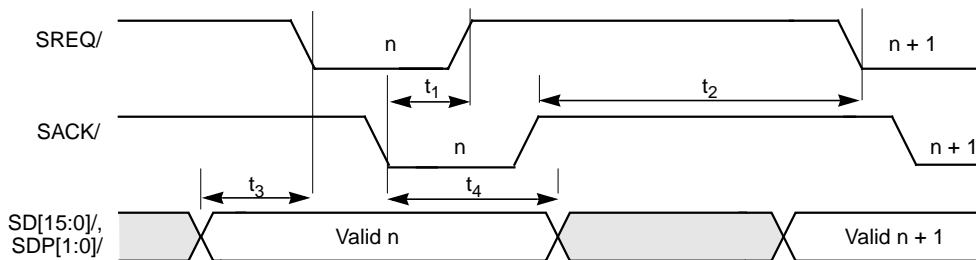 SREQ/ n n + 1
t1 t2
SACK/ n n + 1
t3 t4
SD[15:0]/,
SDP[1:0]/ Valid n Valid n + 1